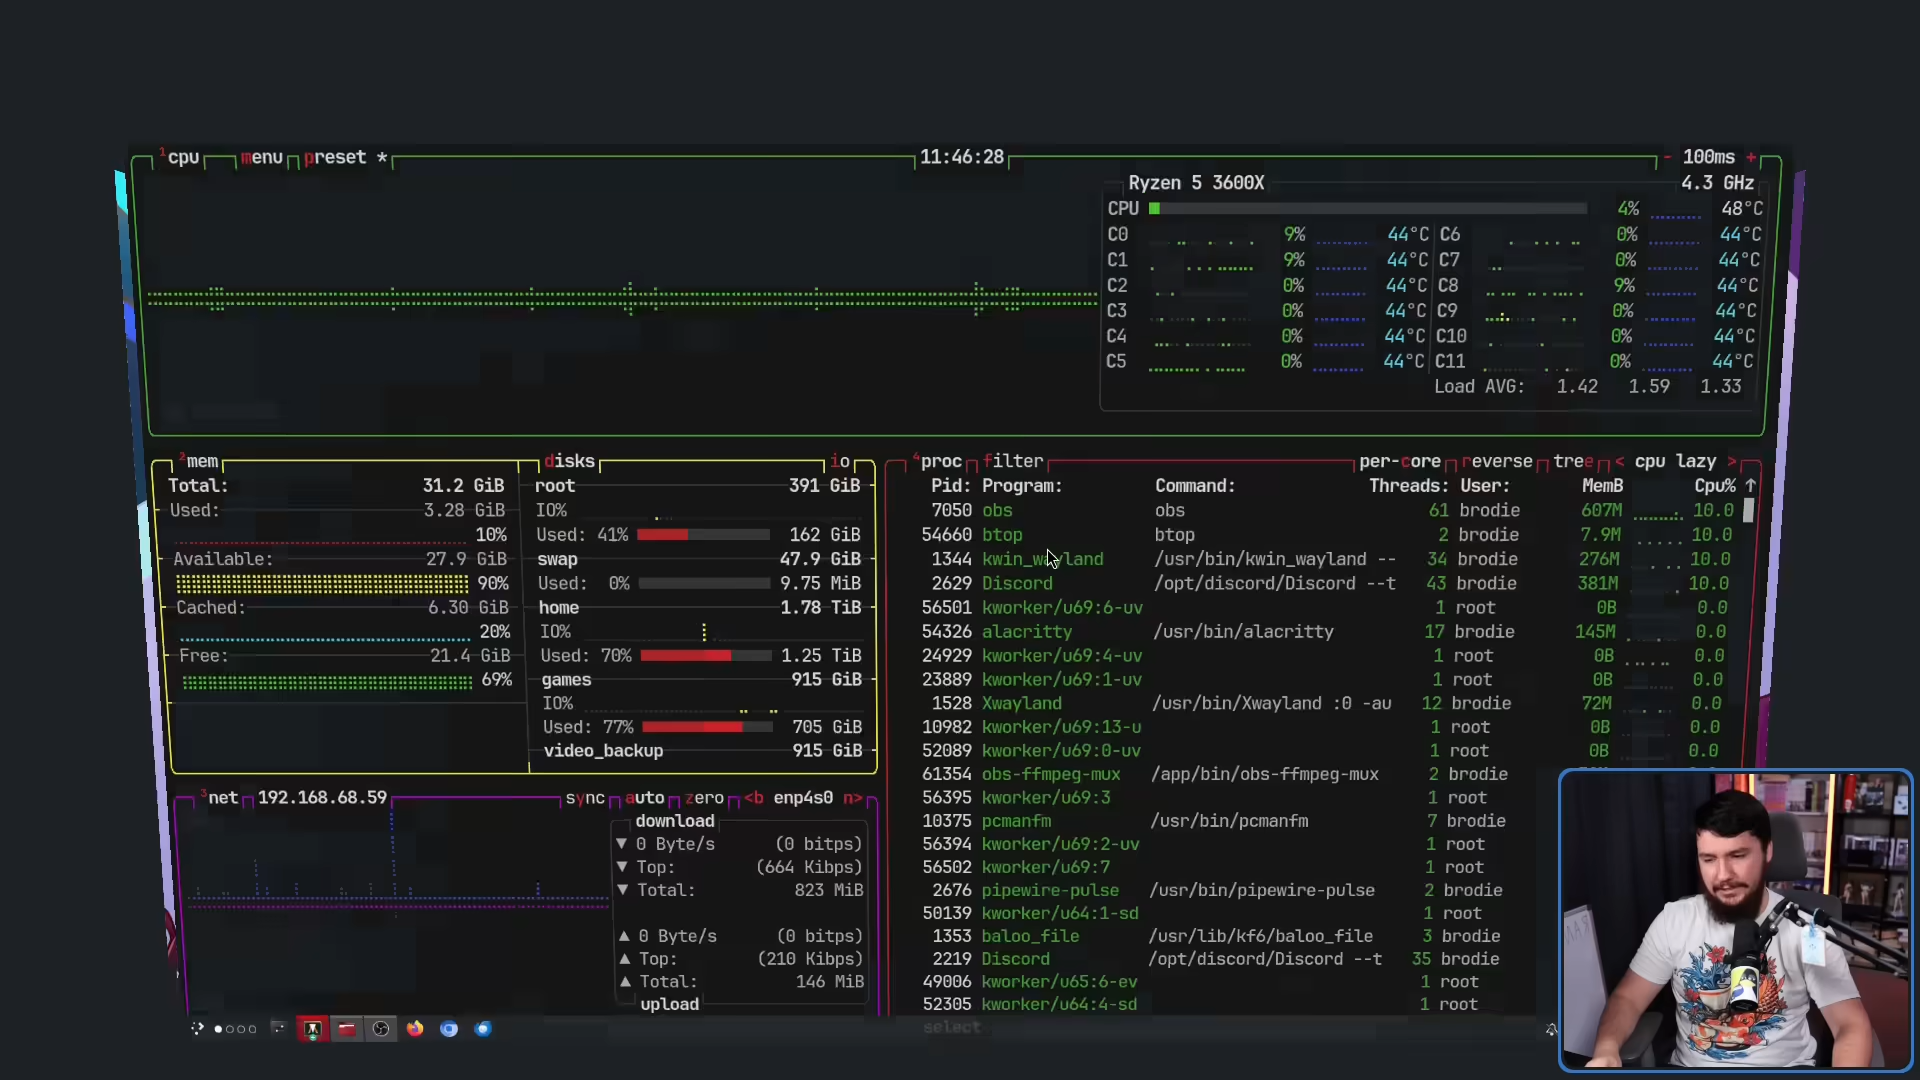 1cpu menu preset * 11:46:28 - 100ms +
Ryzen 5 3600X 4.3 GHz
CPU 4% 48°C
C0 9% 44°C C6 0% 44°C
C1 9% 44°C C7 0% 44°C
C2 0% 44°C C8 9% 44°C
C3 0% 44°C C9 0% 44°C
C4 0% 44°C C10 0% 44°C
C5 0% 44°C C11 0% 44°C
Load AVG: 1.42 1.59 1.33
2mem
Total: 31.2 GiB
Used: 3.28 GiB
10%
Available: 27.9 GiB
90%
Cached: 6.30 GiB
20%
Free: 21.4 GiB
69%
disks io
root 391 GiB
IO%
Used: 41% 162 GiB
swap 47.9 GiB
Used: 0% 9.75 MiB
home 1.78 TiB
IO%
Used: 70% 1.25 TiB
games 915 GiB
IO%
Used: 77% 705 GiB
video_backup 915 GiB
3net 192.168.68.59 sync auto zero <b enp4s0 n>
download
▼ 0 Byte/s (0 bitps)
▼ Top: (664 Kibps)
▼ Total: 823 MiB
▲ 0 Byte/s (0 bitps)
▲ Top: (210 Kibps)
▲ Total: 146 MiB
upload
4proc filter per-core reverse tree < cpu lazy >
Pid: Program: Command: Threads: User: MemB Cpu% ↑
7050 obs obs 61 brodie 607M 10.0
54660 btop btop 2 brodie 7.9M 10.0
1344 kwin_wayland /usr/bin/kwin_wayland -- 34 brodie 276M 10.0
2629 Discord /opt/discord/Discord --t 43 brodie 381M 10.0
56501 kworker/u69:6-uv 1 root 0B 0.0
54326 alacritty /usr/bin/alacritty 17 brodie 145M 0.0
24929 kworker/u69:4-uv 1 root 0B 0.0
23889 kworker/u69:1-uv 1 root 0B 0.0
1528 Xwayland /usr/bin/Xwayland :0 -au 12 brodie 72M 0.0
10982 kworker/u69:13-u 1 root 0B 0.0
52089 kworker/u69:0-uv 1 root 0B 0.0
61354 obs-ffmpeg-mux /app/bin/obs-ffmpeg-mux 2 brodie
56395 kworker/u69:3 1 root
10375 pcmanfm /usr/bin/pcmanfm 7 brodie
56394 kworker/u69:2-uv 1 root
56502 kworker/u69:7 1 root
2676 pipewire-pulse /usr/bin/pipewire-pulse 2 brodie
50139 kworker/u64:1-sd 1 root
1353 baloo_file /usr/lib/kf6/baloo_file 3 brodie
2219 Discord /opt/discord/Discord --t 35 brodie
49006 kworker/u65:6-ev 1 root
52305 kworker/u64:4-sd 1 root
select